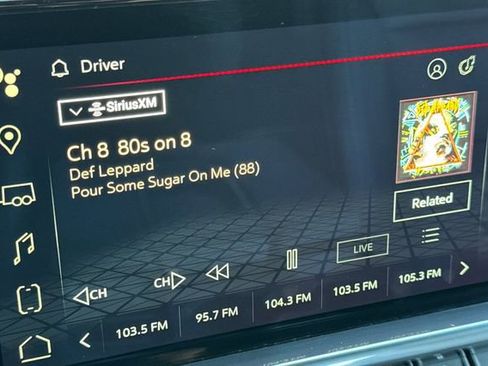 Driver
SiriusXM
Ch 8 80s on 8
Def Leppard
Pour Some Sugar On Me (88)
Related
CH
CH
LIVE
103.5 FM
95.7 FM
104.3 FM
103.5 FM
105.3 FM